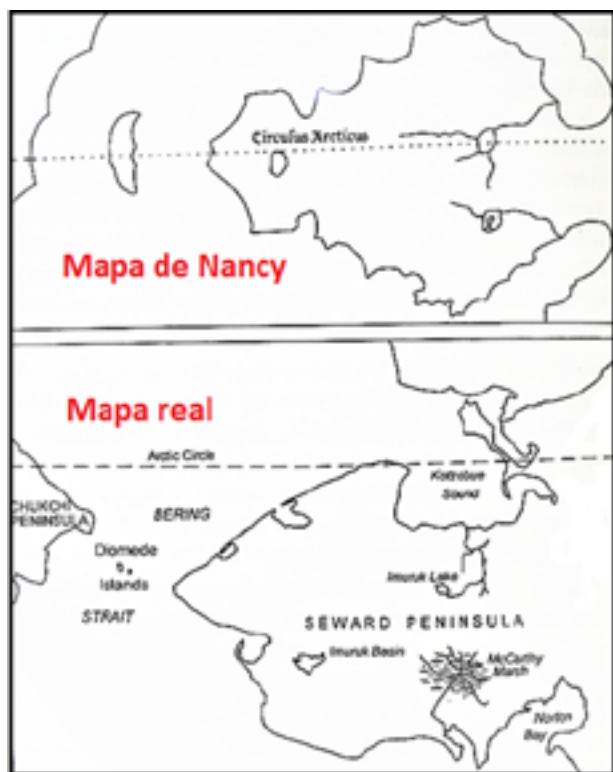 Circulus Arcticus
Mapa de Nancy
Mapa real
Arctic Circle
Kottzbue
Sound
CHUKCHI
PENINSULA
BERING
Diomede
Islands
STRAIT
Imuruk Lake
SEWARD PENINSULA
Imuruk Basin
McCarthy
Marsh
Norton
Bay